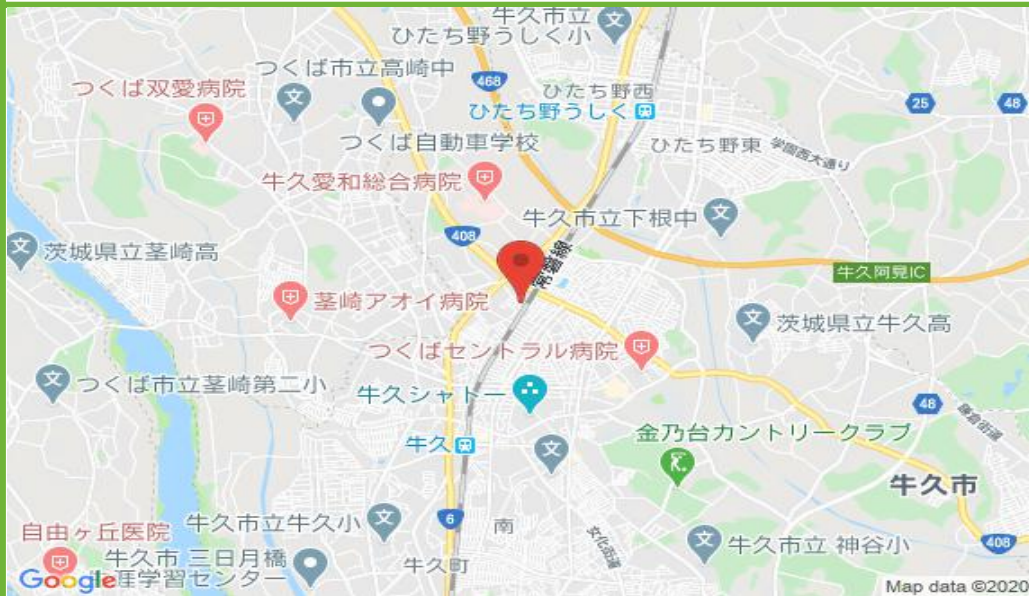 牛久市立
ひたち野うしく小
つくば市立高崎中
468
つくば双愛病院
ひたち野西
25
48
ひたち野うしく
つくば自動車学校
ひたち野東
学園西大通り
牛久愛和総合病院
牛久市立下根中
408
茨城県立茎崎高
常磐線
牛久阿見IC
茎崎アオイ病院
茨城県立牛久高
つくばセントラル病院
つくば市立茎崎第二小
牛久シャトー
48
金乃台カントリークラブ
牛久
牛久市
牛久市立牛久小
6
南
女化街道
自由ヶ丘医院
牛久市立 神谷小
408
牛久市 三日月橋
牛久町
Google
涯学習センター
Map data ©2020